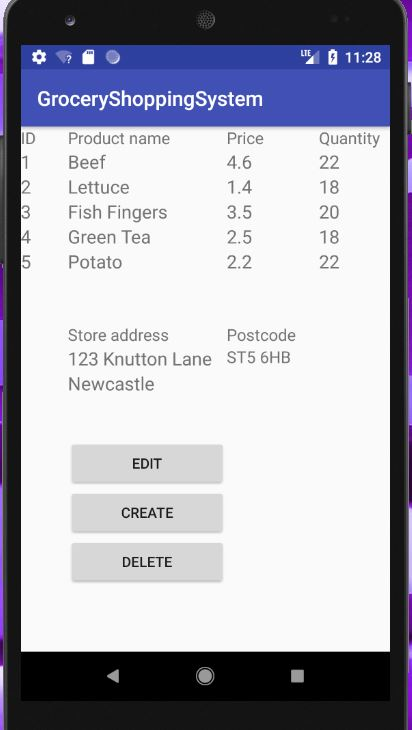 LTE 11:28
GroceryShoppingSystem
ID Product name Price Quantity
1 Beef 4.6 22
2 Lettuce 1.4 18
3 Fish Fingers 3.5 20
4 Green Tea 2.5 18
5 Potato 2.2 22
Store address Postcode
123 Knutton Lane ST5 6HB
Newcastle
EDIT
CREATE
DELETE